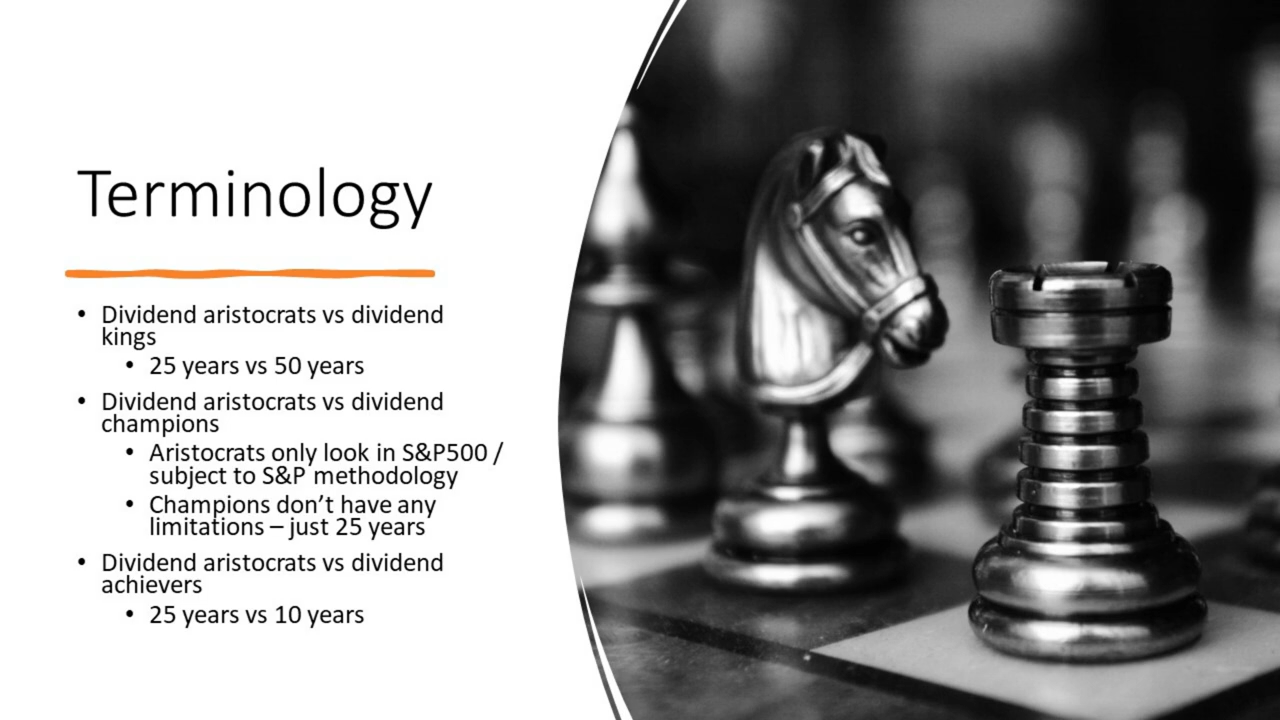 Terminology
• Dividend aristocrats vs dividend
kings
• 25 years vs 50 years
• Dividend aristocrats vs dividend
champions
• Aristocrats only look in S&P500 /
subject to S&P methodology
• Champions don’t have any
limitations – just 25 years
• Dividend aristocrats vs dividend
achievers
• 25 years vs 10 years